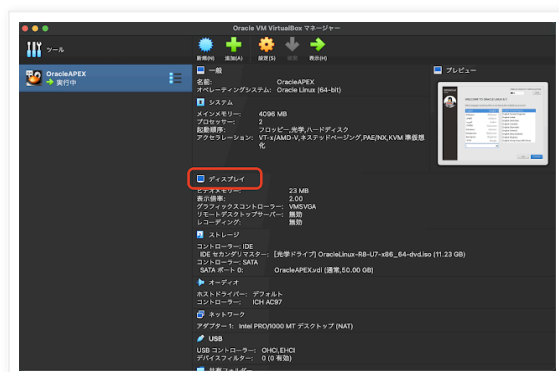 Oracle VM VirtualBox マネージャー
ツール
新規(N) 追加(A) 設定(S) 破棄 表示(H)
OracleAPEX
実行中
一般
名前: OracleAPEX
オペレーティングシステム: Oracle Linux (64-bit)
システム
メインメモリー: 4096 MB
プロセッサー: 2
起動順序: フロッピー,光学,ハードディスク
アクセラレーション: VT-x/AMD-V,ネステッドページング,PAE/NX,KVM 準仮想化
プレビュー
ディスプレイ
ビデオメモリー: 23 MB
表示倍率: 2.00
グラフィックスコントローラー: VMSVGA
リモートデスクトップサーバー: 無効
レコーディング: 無効
ストレージ
コントローラー: IDE
IDE セカンダリマスター: [光学ドライブ] OracleLinux-R8-U7-x86_64-dvd.iso (11.23 GB)
コントローラー: SATA
SATA ポート 0: OracleAPEX.vdi (通常,50.00 GB)
オーディオ
ホストドライバー: デフォルト
コントローラー: ICH AC97
ネットワーク
アダプター 1: Intel PRO/1000 MT デスクトップ (NAT)
USB
USB コントローラー: OHCI,EHCI
デバイスフィルター: 0 (0 有効)
共有フォルダー